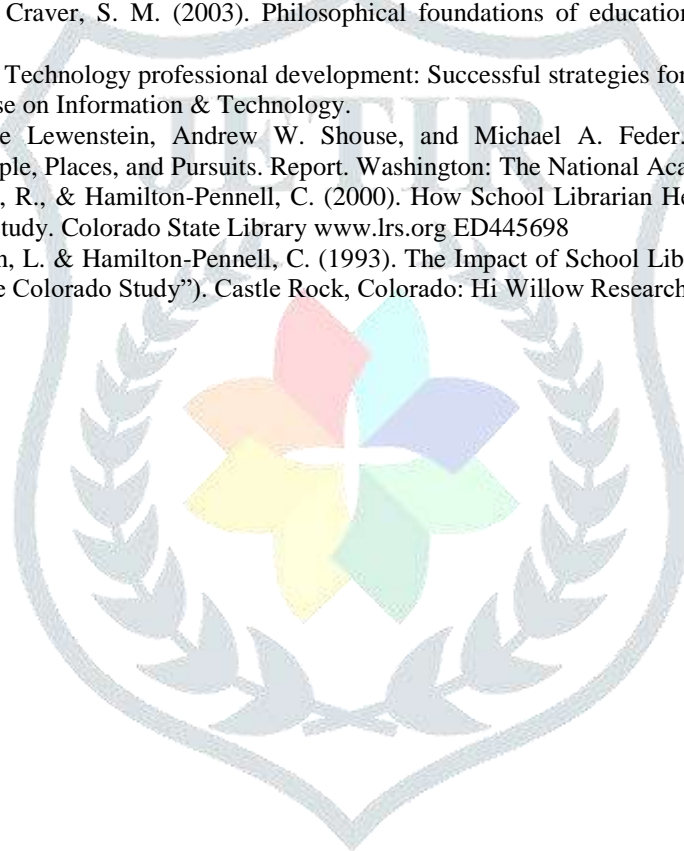 Craver, S. M. (2003). Philosophical foundations of education
Technology professional development: Successful strategies for
se on Information & Technology.
e Lewenstein, Andrew W. Shouse, and Michael A. Feder.
ple, Places, and Pursuits. Report. Washington: The National Aca
, R., & Hamilton-Pennell, C. (2000). How School Librarian He
tudy. Colorado State Library www.lrs.org ED445698
n, L. & Hamilton-Pennell, C. (1993). The Impact of School Lib
e Colorado Study”). Castle Rock, Colorado: Hi Willow Research
JETIR